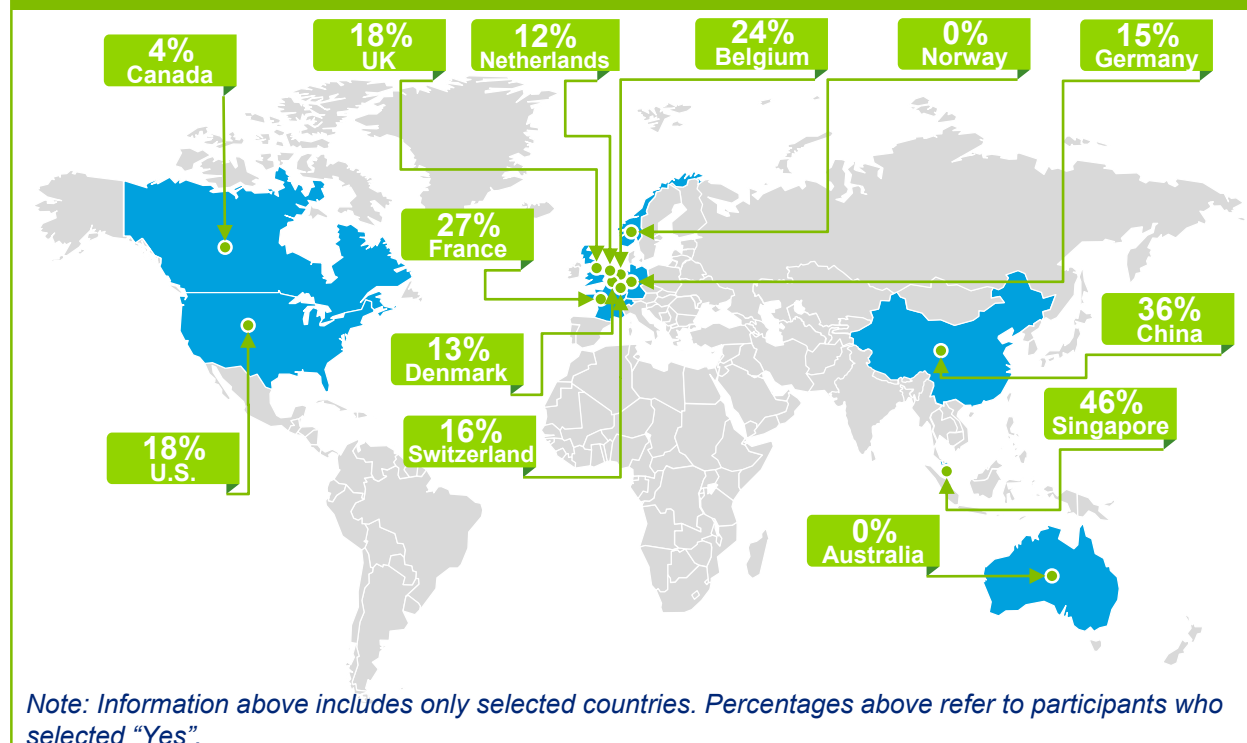 4%
Canada
18%
UK
12%
Netherlands
24%
Belgium
0%
Norway
15%
Germany
27%
France
36%
China
13%
Denmark
46%
Singapore
16%
Switzerland
18%
U.S.
0%
Australia
Note: Information above includes only selected countries. Percentages above refer to participants who
selected “Yes”.